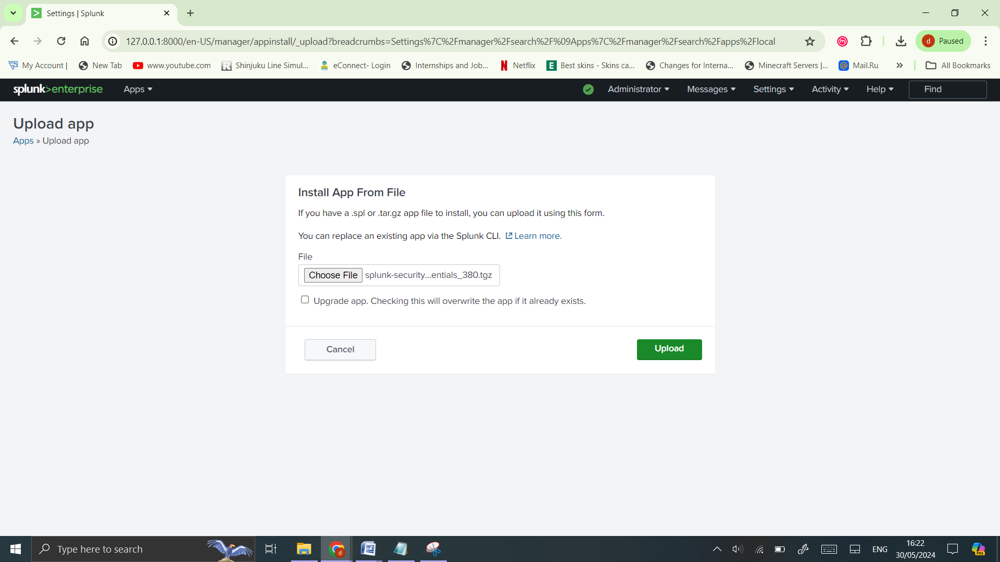 Settings | Splunk
127.0.0.1:8000/en-US/manager/appinstall/_upload?breadcrumbs=Settings%7C%2Fmanager%2Fsearch%2F%09Apps%7C%2Fmanager%2Fsearch%2Fapps%2Flocal
d Paused
My Account | New Tab www.youtube.com Shinjuku Line Simul... eConnect- Login Internships and Job... Netflix Best skins - Skins ca... Changes for Interna... Minecraft Servers |... Mail.Ru » All Bookmarks
splunk>enterprise Apps Administrator Messages Settings Activity Help Find
Upload app
Apps » Upload app
Install App From File
If you have a .spl or .tar.gz app file to install, you can upload it using this form.
You can replace an existing app via the Splunk CLI. Learn more.
File
Choose File splunk-security...entials_380.tgz
Upgrade app. Checking this will overwrite the app if it already exists.
Cancel Upload
Type here to search
ENG
16:22
30/05/2024
PRE